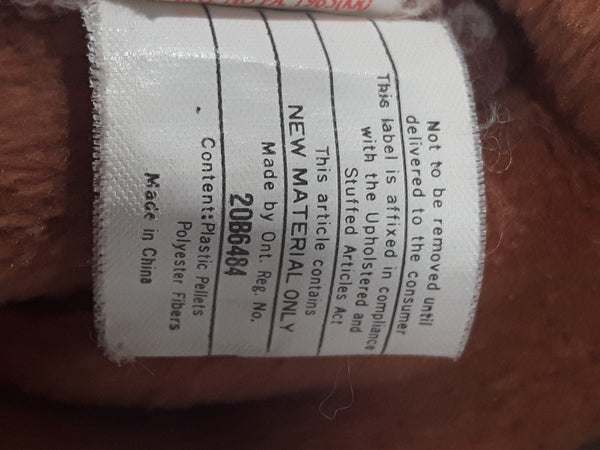 Not to be removed until
delivered to the consumer
This label is affixed in compliance
with the Upholstered and
Stuffed Articles Act
This article contains
NEW MATERIAL ONLY
Made by Ont. Reg. No.
20B6484
Content:Plastic Pellets
Polyester Fibers
Made in China